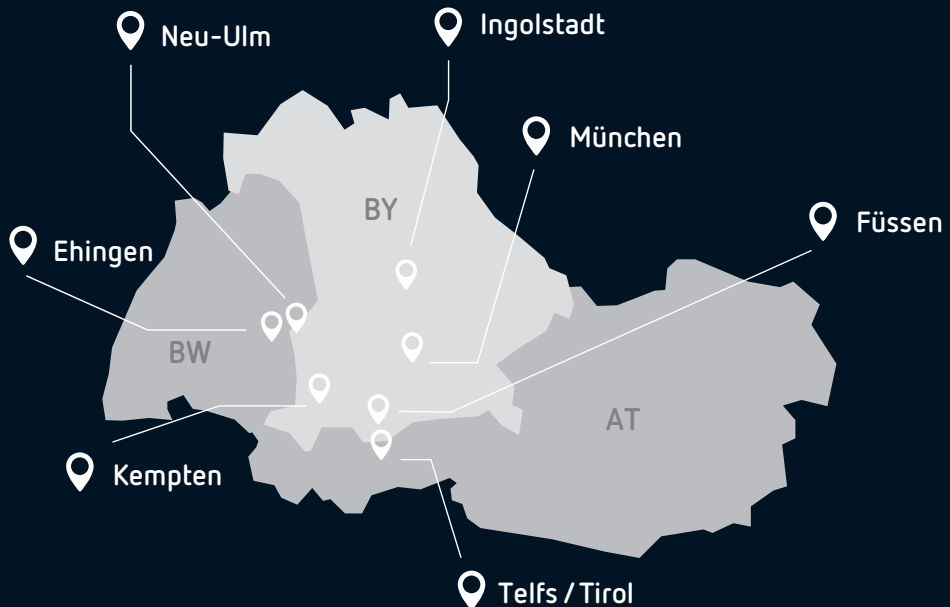 Neu-Ulm
Ingolstadt
München
BY
Füssen
Ehingen
BW
AT
Kempten
Telfs / Tirol